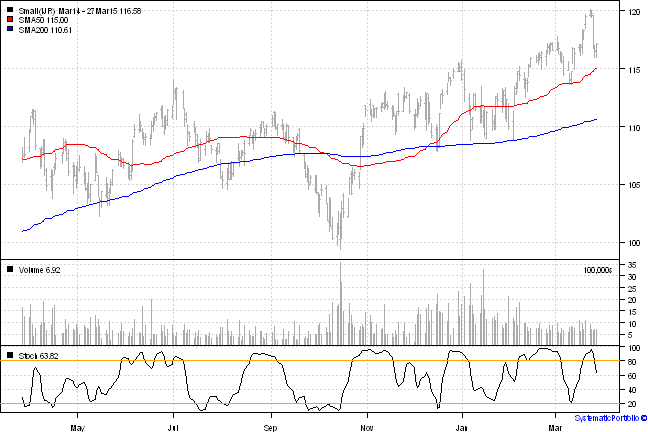 Small(IJR) Mar14 - 27Mar15 116.58
SMA50 115.00
SMA200 110.61
120
115
110
105
100
Volume 6.92
100,000s
35
30
25
20
15
10
5
Stoch 63.82
100
80
60
40
20
May
Jul
Sep
Nov
Jan
Mar
SystematicPortfolio ©